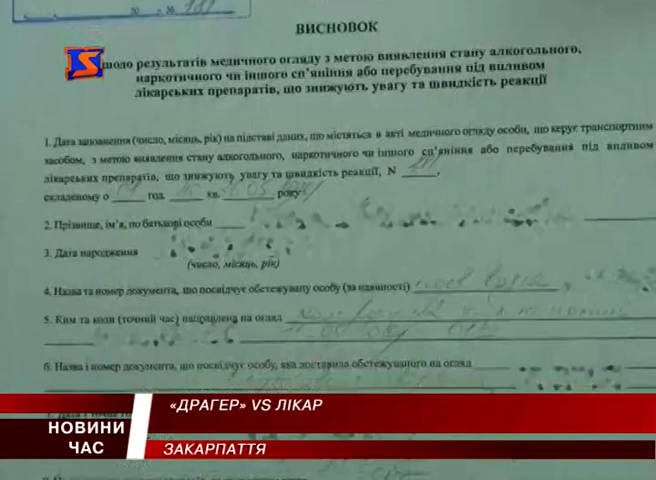 ВИСНОВОК
щодо результатів медичного огляду з метою виявлення стану алкогольного,
наркотичного чи іншого сп’яніння або перебування під впливом
лікарських препаратів, що знижують увагу та швидкість реакції
1. Дата заповнення (число, місяць, рік) на підставі даних, що містяться в акті медичного огляду особи, що керує транспортним
засобом, з метою виявлення стану алкогольного, наркотичного чи іншого сп’яніння або перебування під впливом
лікарських препаратів, що знижують увагу та швидкість реакції, N
складеному о год. хв. року
2. Прізвище, ім’я, по батькові особи
3. Дата народження
(число, місяць, рік)
4. Назва та номер документа, що посвідчує обстежувану особу (за наявності)
5. Ким та коли (точний час) направлена на огляд
6. Назва і номер документа, що посвідчує особу, яка доставила обстежуваного на огляд
«ДРАГЕР» VS ЛІКАР
НОВИНИ
ЧАС
ЗАКАРПАТТЯ